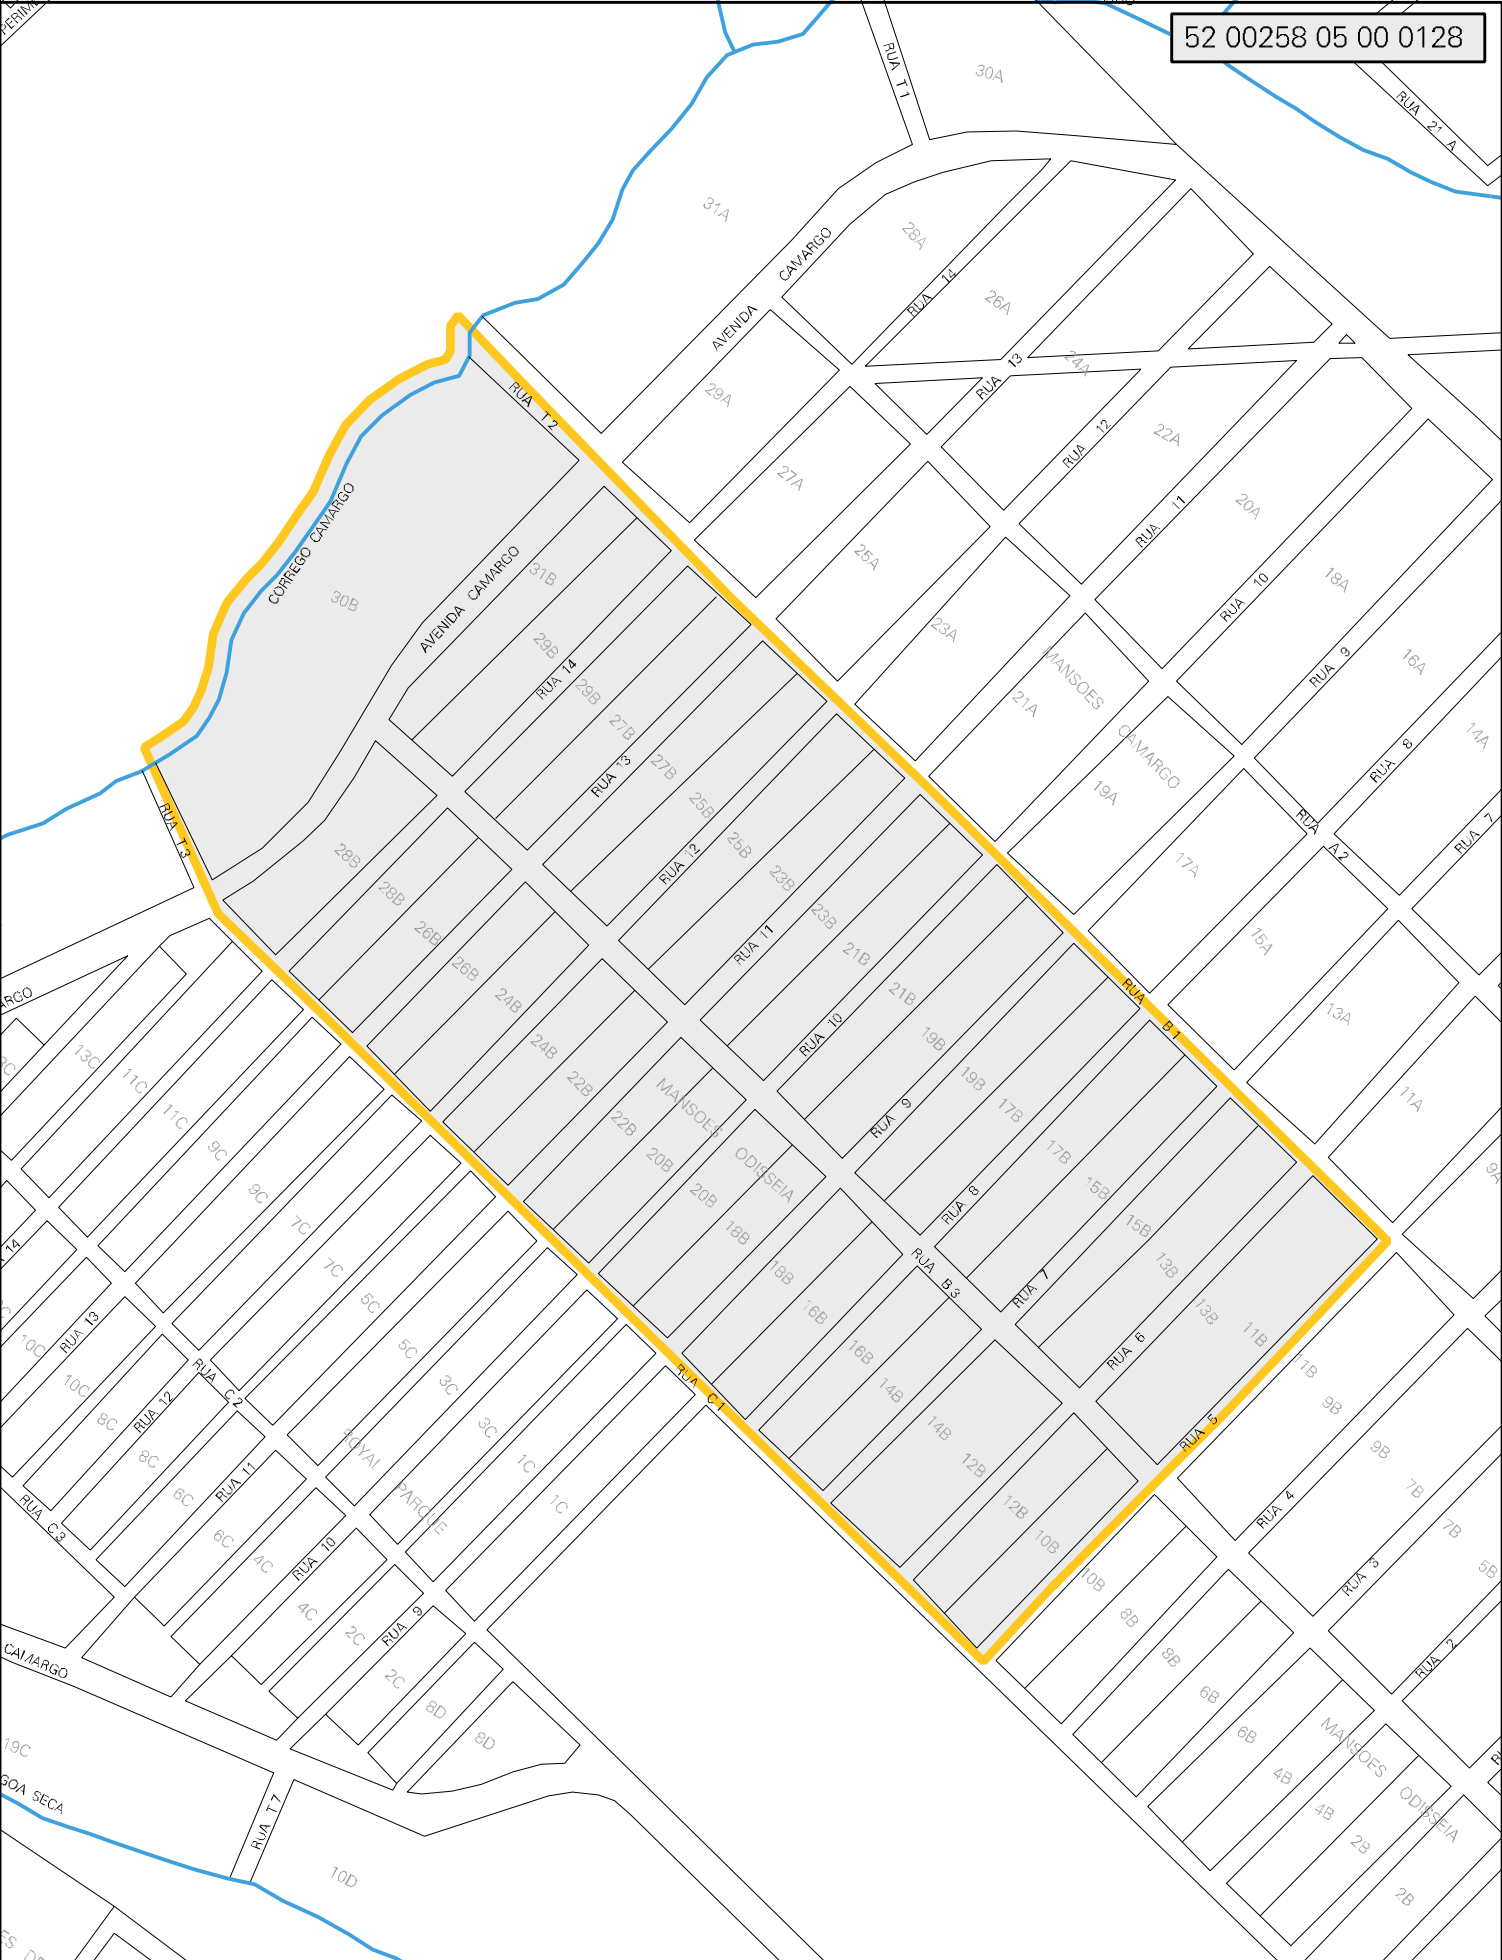 52 00258 05 00 0128
RUA T 1
30A
RUA 21 A
31A
28A
AVENIDA CAMARGO
RUA 14
26A
24A
RUA 13
29A
RUA T 2
RUA 12
22A
27A
RUA 11
20A
CORREGO CAMARGO
30B
AVENIDA CAMARGO
31B
25A
RUA 10
18A
23A
29B
RUA 14
29B
MANSOES CAMARGO
RUA 9
16A
21A
27B
27B
RUA 13
14A
RUA 8
19A
RUA T 3
25B
25B
RUA A 2
RUA 7
28B
28B
RUA 12
23B
23B
17A
26B
26B
RUA 11
21B
21B
15A
24B
24B
RUA 10
19B
19B
RUA B 1
13A
13C
11C
11C
22B
22B
MANSOES ODISSEIA
RUA 9
17B
17B
11A
9C
9C
20B
20B
RUA 8
15B
15B
9A
7C
7C
18B
18B
RUA B 3
RUA 7
13B
13B
5C
5C
16B
16B
RUA 6
11B
11B
RUA 13
10C
10C
RUA C 2
3C
3C
RUA C 1
14B
14B
RUA 5
9B
9B
8C
8C
RUA 12
ROYAL PARQUE
1C
1C
12B
12B
RUA 4
7B
7B
RUA C 3
6C
6C
RUA 11
10B
10B
RUA 3
5B
4C
4C
RUA 10
8B
8B
RUA 2
2C
2C
RUA 9
6B
6B
CAMARGO
8D
8D
MANSOES ODISSEIA
4B
4B
19C
GOA SECA
RUA T 7
2B
2B
10D